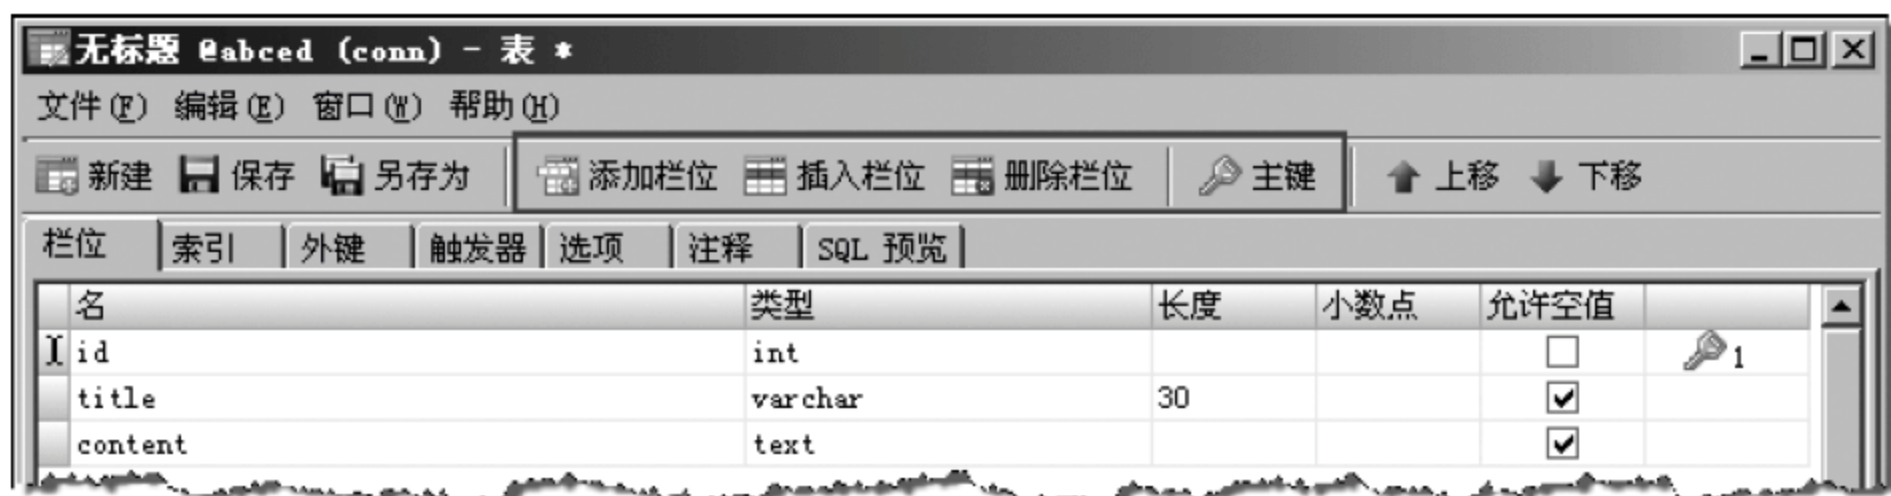 无标题 @abced (conn) - 表 *
文件(F) 编辑(E) 窗口(W) 帮助(H)
新建 保存 另存为 添加栏位 插入栏位 删除栏位 主键 上移 下移
栏位 索引 外键 触发器 选项 注释 SQL 预览
名 类型 长度 小数点 允许空值
id int 1
title varchar 30
content text